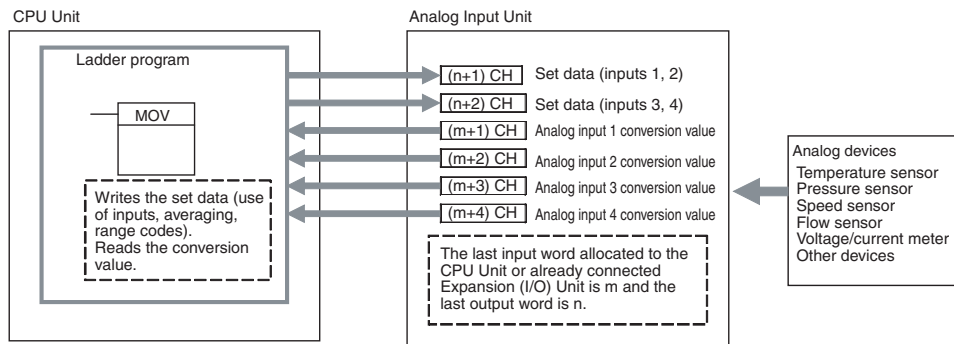 CPU Unit
Ladder program
MOV
Writes the set data (use
of inputs, averaging,
range codes).
Reads the conversion
value.
Analog Input Unit
(n+1) CH Set data (inputs 1, 2)
(n+2) CH Set data (inputs 3, 4)
(m+1) CH Analog input 1 conversion value
(m+2) CH Analog input 2 conversion value
(m+3) CH Analog input 3 conversion value
(m+4) CH Analog input 4 conversion value
The last input word allocated to the
CPU Unit or already connected
Expansion (I/O) Unit is m and the
last output word is n.
Analog devices
Temperature sensor
Pressure sensor
Speed sensor
Flow sensor
Voltage/current meter
Other devices